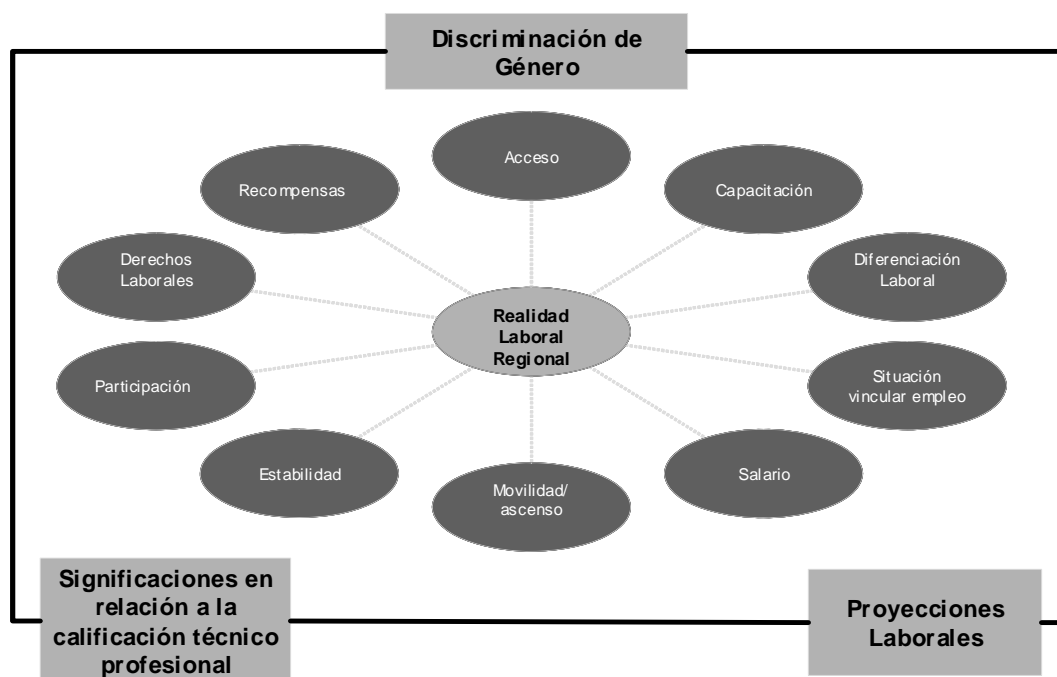 Discriminación de
Género
Acceso
Recompensas
Capacitación
Derechos
Laborales
Diferenciación
Laboral
Realidad
Laboral
Regional
Participación
Situación
vincular empleo
Estabilidad
Salario
Movilidad/
ascenso
Significaciones en
relación a la
calificación técnico
profesional
Proyecciones
Laborales